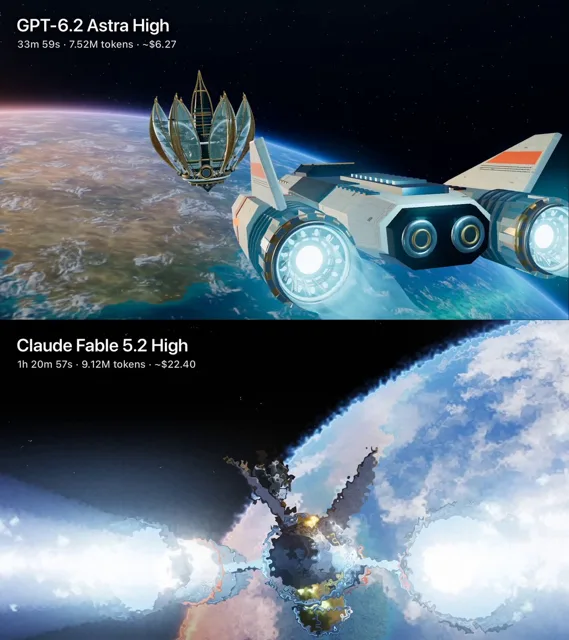 GPT-6.2 Astra High
33m 59s · 7.52M tokens · ~$6.27
Claude Fable 5.2 High
1h 20m 57s · 9.12M tokens · ~$22.40